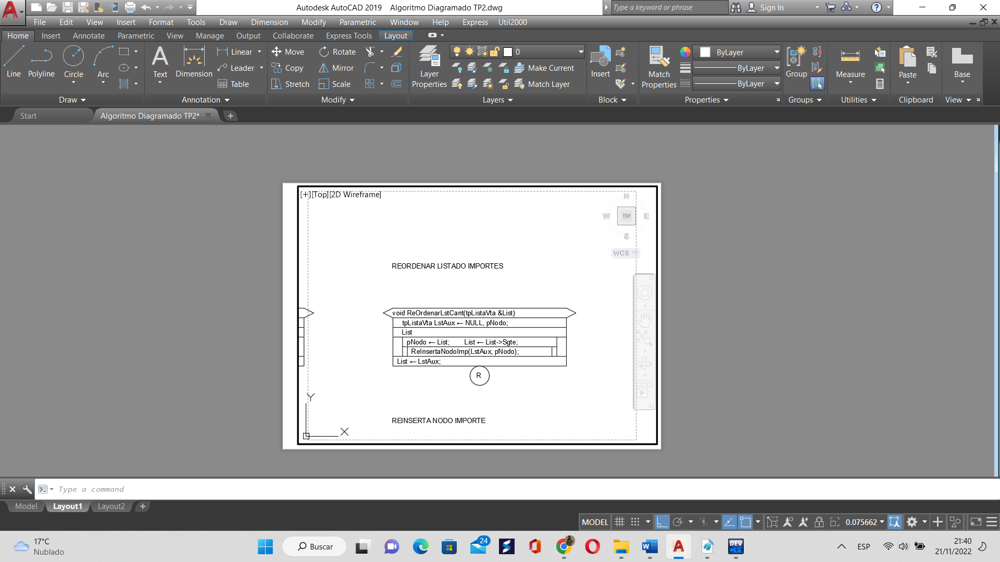 Autodesk AutoCAD 2019 Algoritmo Diagramado TP2.dwg
Type a keyword or phrase
Sign In
File Edit View Insert Format Tools Draw Dimension Modify Parametric Window Help Express Util2000
Home Insert Annotate Parametric View Manage Output Collaborate Express Tools Layout
Line Polyline Circle Arc
Draw
Text Dimension
Linear
Leader
Table
Annotation
Move Rotate
Copy Mirror
Stretch Scale
Modify
Layer
Properties
0
Make Current
Match Layer
Layers
Insert
Block
Match
Properties
ByLayer
ByLayer
ByLayer
Properties
Group
Groups
Measure
Utilities
Paste
Clipboard
Base
View
Start
Algoritmo Diagramado TP2*
[+][Top][2D Wireframe]
N
W TOP E
S
WCS
REORDENAR LISTADO IMPORTES
void ReOrdenarLstCant(tpListaVta &List)
tpListaVta LstAux ← NULL, pNodo;
List
pNodo ← List; List ← List->Sgte;
ReInsertaNodoImp(LstAux, pNodo);
List ← LstAux;
R
Y
X
REINSERTA NODO IMPORTE
Type a command
Model Layout1 Layout2
MODEL
0.075662
17°C
Nublado
Buscar
24
DEV
C++
ESP
21:40
21/11/2022